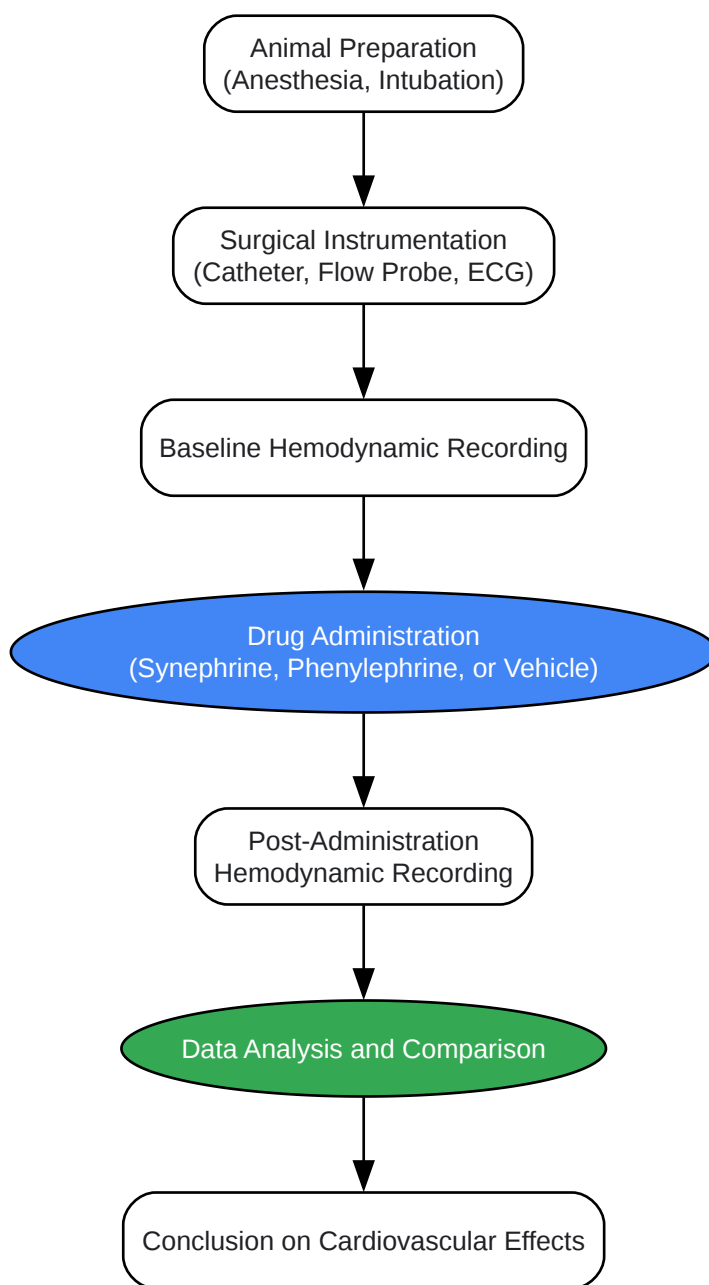 Animal Preparation
(Anesthesia, Intubation)
Surgical Instrumentation
(Catheter, Flow Probe, ECG)
Baseline Hemodynamic Recording
Drug Administration
(Synephrine, Phenylephrine, or Vehicle)
Post-Administration
Hemodynamic Recording
Data Analysis and Comparison
Conclusion on Cardiovascular Effects